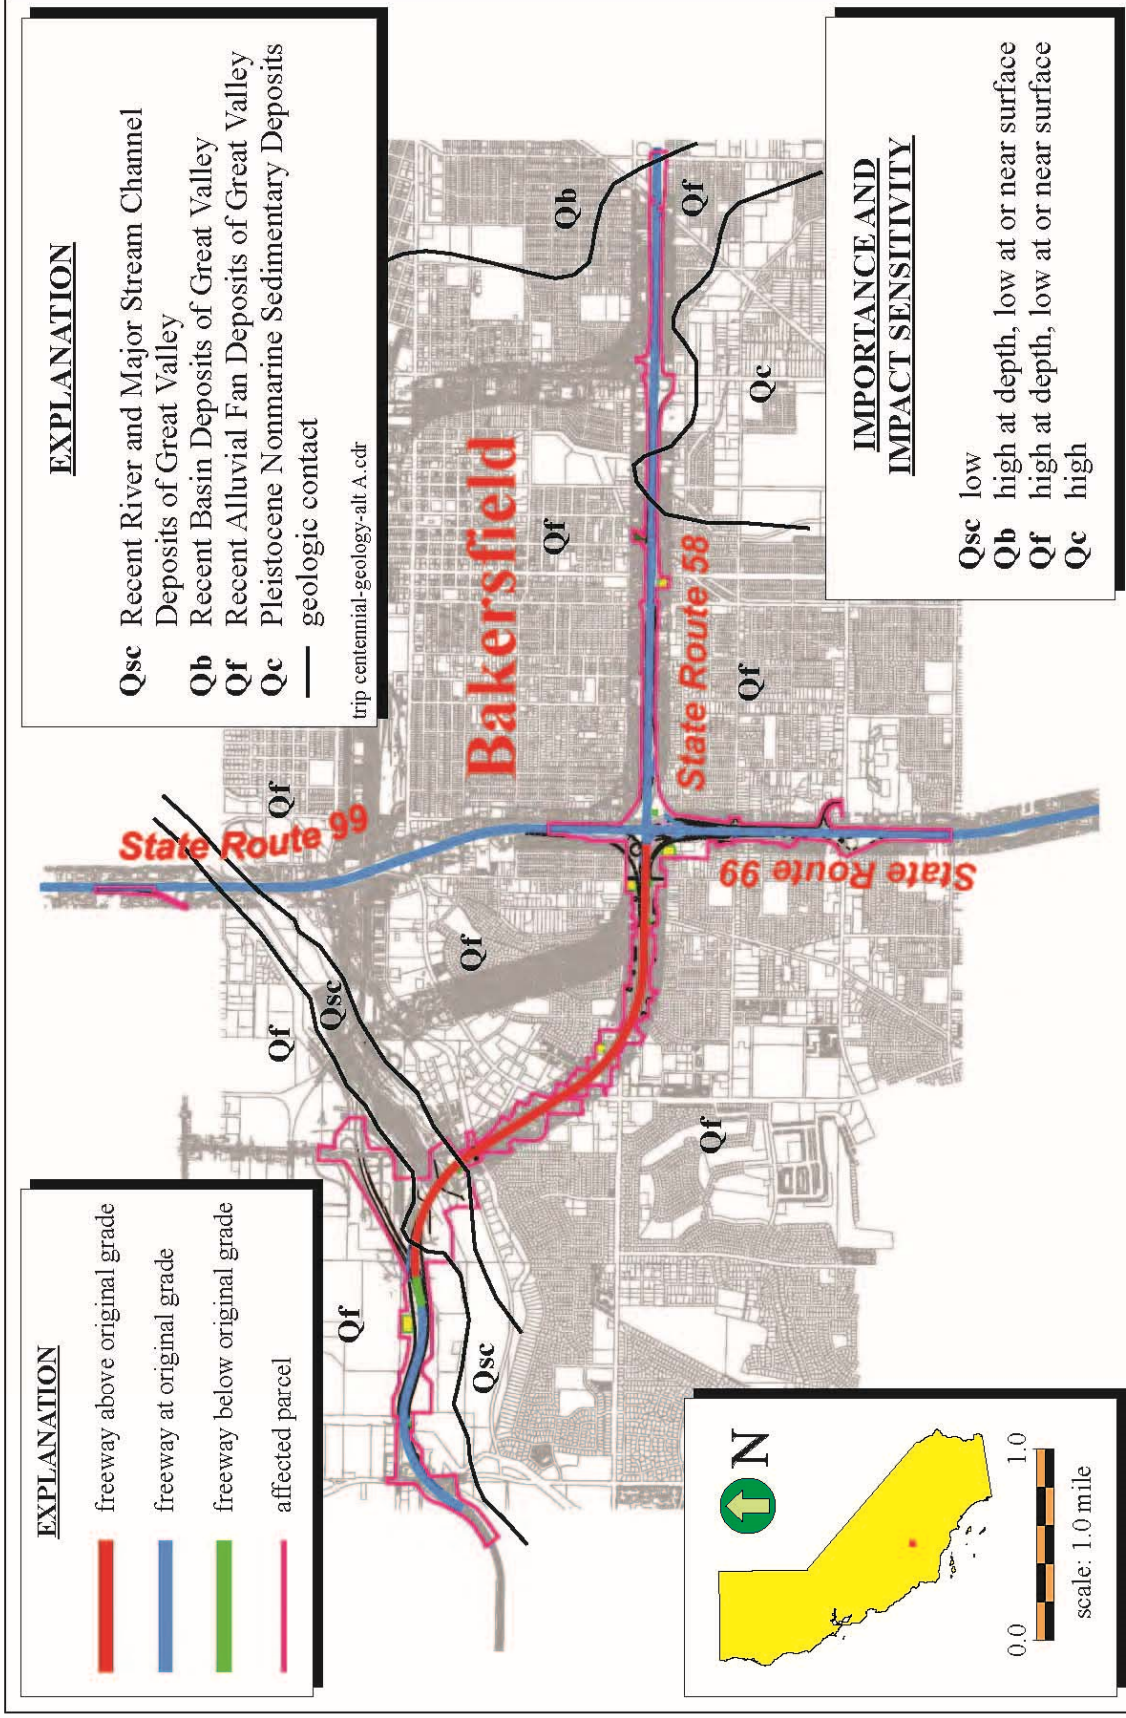 EXPLANATION
freeway above original grade
freeway at original grade
freeway below original grade
affected parcel
EXPLANATION
Qsc Recent River and Major Stream Channel
Deposits of Great Valley
Qb Recent Basin Deposits of Great Valley
Qf Recent Alluvial Fan Deposits of Great Valley
Qc Pleistocene Nonmarine Sedimentary Deposits
geologic contact
trip centennial-geology-alt A.cdr
State Route 99
Qf
Qf
Qsc
Qf
Qf
Qsc
Qf
Bakersfield
Qf
Qb
Qf
State Route 58
State Route 99
Qf
Qf
Qc
N
0.0
1.0
scale: 1.0 mile
IMPORTANCE AND
IMPACT SENSITIVITY
Qsc low
Qb high at depth, low at or near surface
Qf high at depth, low at or near surface
Qc high